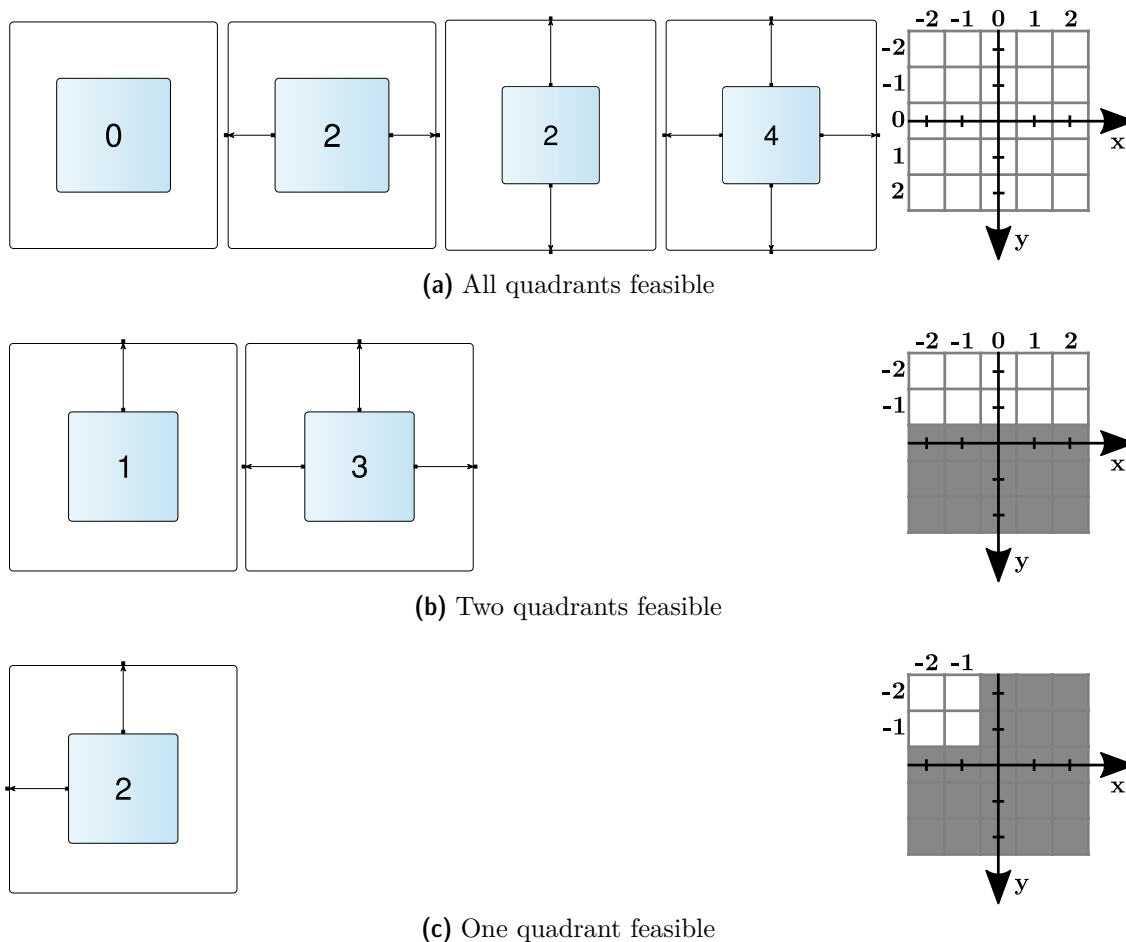 0 2 2 4
-2 -1 0 1 2
-2
-1
0
1
2
x
y
(a) All quadrants feasible
1 3
-2 -1 0 1 2
-2
-1
x
y
(b) Two quadrants feasible
2
-2 -1
-2
-1
x
y
(c) One quadrant feasible